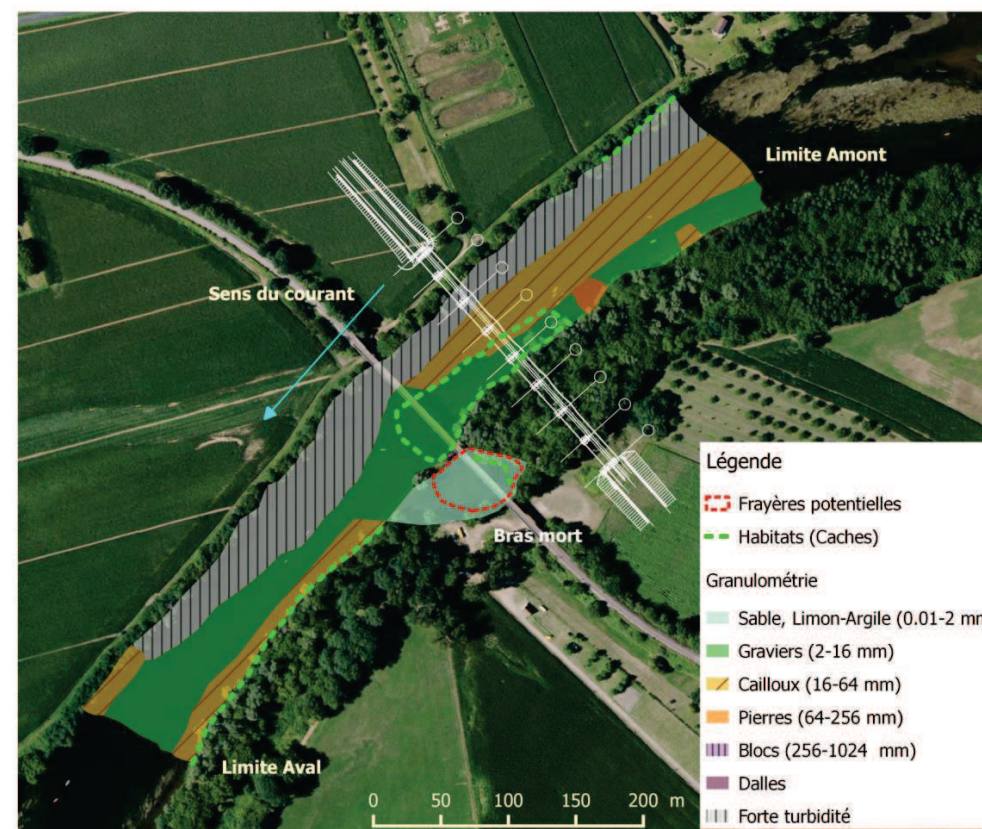 Limite Amont
Sens du courant
Bras mort
Limite Aval
0 50 100 150 200 m
Légende
Frayères potentielles
Habitats (Caches)
Granulométrie
Sable, Limon-Argile (0.01-2 mm
Graviers (2-16 mm)
Cailloux (16-64 mm)
Pierres (64-256 mm)
Blocs (256-1024 mm)
Dalles
Forte turbidité